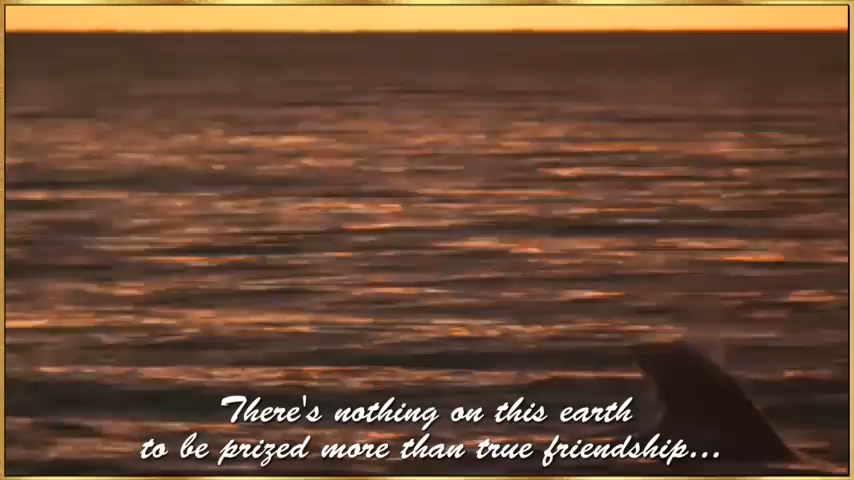 There's nothing on this earth
to be prized more than true friendship...